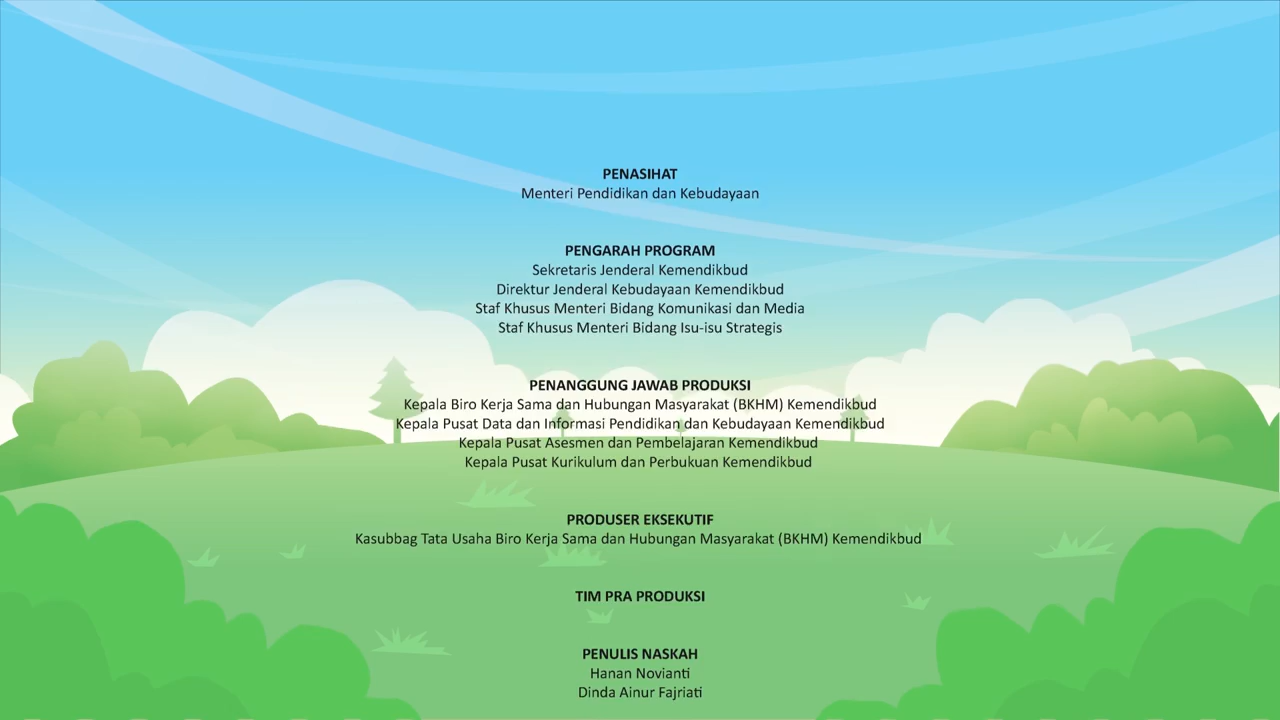 PENASIHAT
Menteri Pendidikan dan Kebudayaan
PENGARAH PROGRAM
Sekretaris Jenderal Kemendikbud
Direktur Jenderal Kebudayaan Kemendikbud
Staf Khusus Menteri Bidang Komunikasi dan Media
Staf Khusus Menteri Bidang Isu-isu Strategis
PENANGGUNG JAWAB PRODUKSI
Kepala Biro Kerja Sama dan Hubungan Masyarakat (BKHM) Kemendikbud
Kepala Pusat Data dan Informasi Pendidikan dan Kebudayaan Kemendikbud
Kepala Pusat Asesmen dan Pembelajaran Kemendikbud
Kepala Pusat Kurikulum dan Perbukuan Kemendikbud
PRODUSER EKSEKUTIF
Kasubbag Tata Usaha Biro Kerja Sama dan Hubungan Masyarakat (BKHM) Kemendikbud
TIM PRA PRODUKSI
PENULIS NASKAH
Hanan Novianti
Dinda Ainur Fajriati